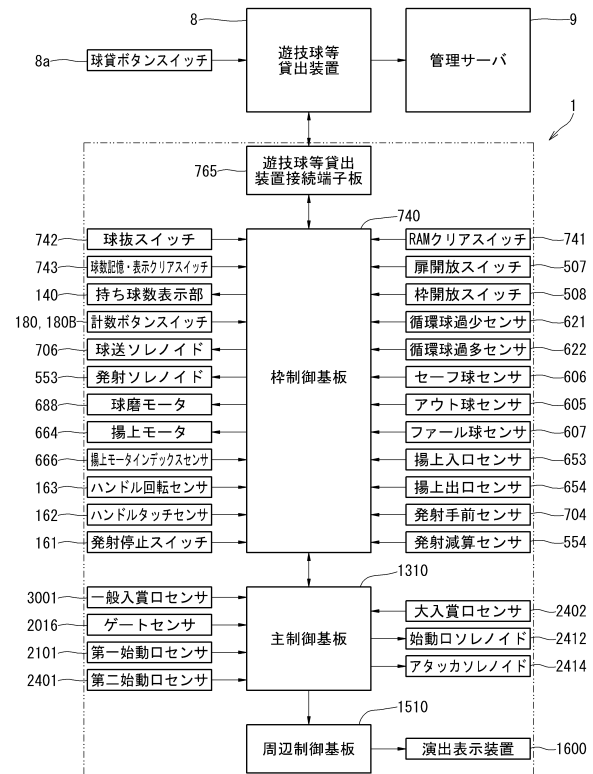 8
9
8a
球貸ボタンスイッチ
遊技球等
貸出装置
管理サーバ
1
765
遊技球等貸出
装置接続端子板
740
742
球抜スイッチ
RAMクリアスイッチ
741
743
球数記憶・表示クリアスイッチ
扉開放スイッチ
507
140
持ち球数表示部
枠開放スイッチ
508
180, 180B
計数ボタンスイッチ
循環球過少センサ
621
706
球送ソレノイド
循環球過多センサ
622
553
発射ソレノイド
枠制御基板
セーフ球センサ
606
688
球磨モータ
アウト球センサ
605
664
揚上モータ
ファール球センサ
607
666
揚上モータインデックスセンサ
揚上入口センサ
653
163
ハンドル回転センサ
揚上出口センサ
654
162
ハンドルタッチセンサ
発射手前センサ
704
161
発射停止スイッチ
発射減算センサ
554
1310
3001
一般入賞口センサ
大入賞口センサ
2402
2016
ゲートセンサ
主制御基板
始動口ソレノイド
2412
2101
第一始動口センサ
アタッカソレノイド
2414
2401
第二始動口センサ
1510
周辺制御基板
演出表示装置
1600